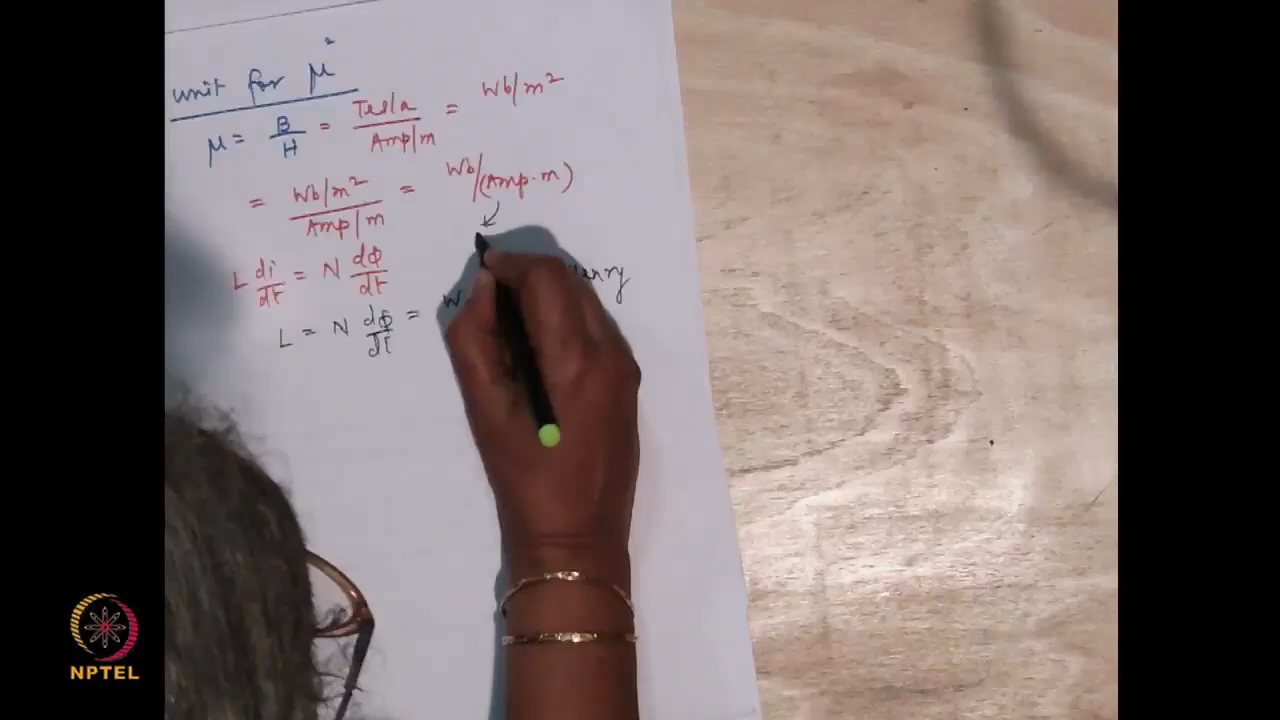 unit for μ
μ = B/H = Tesla/Amp/m = Wb/m²
= Wb/m²/Amp/m = Wb/(Amp·m)
L di/dt = N dΦ/dt
L = N dΦ/di = W
NPTEL